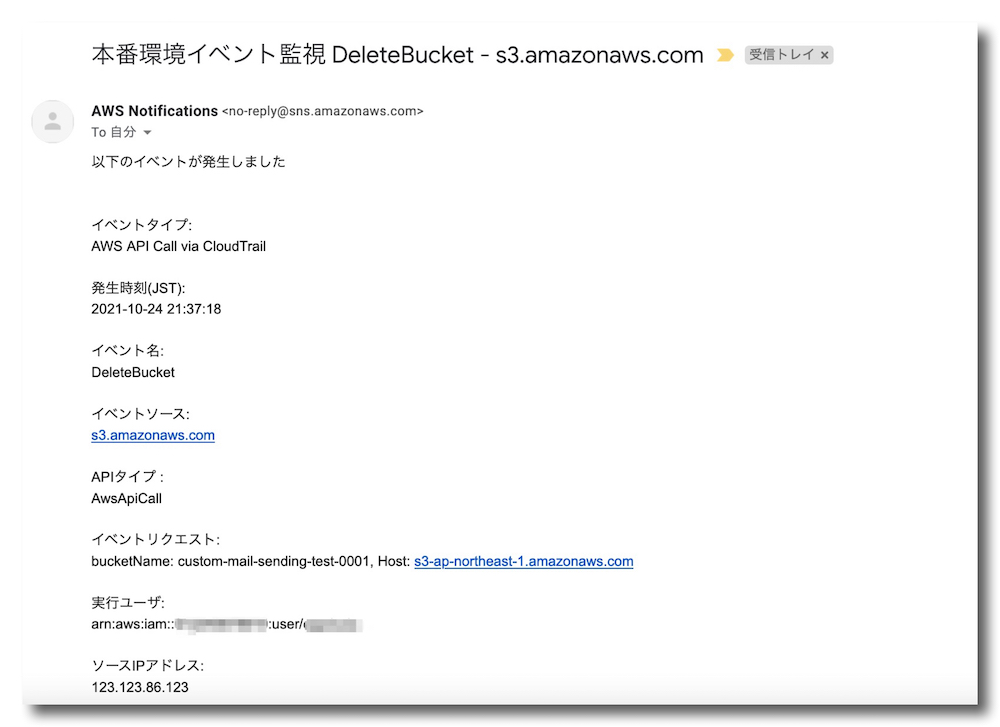 本番環境イベント監視 DeleteBucket - s3.amazonaws.com 受信トレイ ×
AWS Notifications <no-reply@sns.amazonaws.com>
To 自分
以下のイベントが発生しました
イベントタイプ:
AWS API Call via CloudTrail
発生時刻(JST):
2021-10-24 21:37:18
イベント名:
DeleteBucket
イベントソース:
s3.amazonaws.com
APIタイプ :
AwsApiCall
イベントリクエスト:
bucketName: custom-mail-sending-test-0001, Host: s3-ap-northeast-1.amazonaws.com
実行ユーザ:
arn:aws:iam:: :user/
ソースIPアドレス:
123.123.86.123